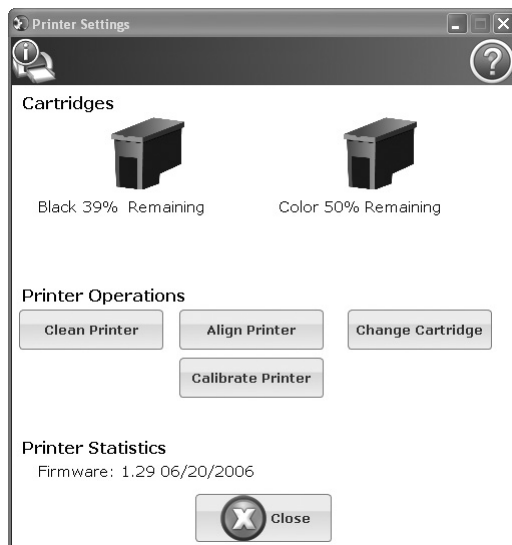 Printer Settings
Cartridges
Black 39% Remaining
Color 50% Remaining
Printer Operations
Clean Printer
Align Printer
Change Cartridge
Calibrate Printer
Printer Statistics
Firmware: 1.29 06/20/2006
Close